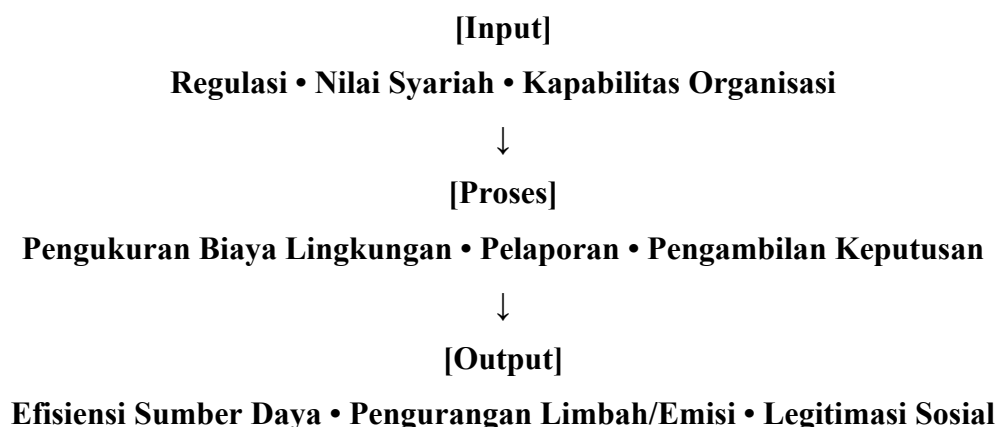 [Input]
Regulasi • Nilai Syariah • Kapabilitas Organisasi
↓
[Proses]
Pengukuran Biaya Lingkungan • Pelaporan • Pengambilan Keputusan
↓
[Output]
Efisiensi Sumber Daya • Pengurangan Limbah/Emisi • Legitimasi Sosial